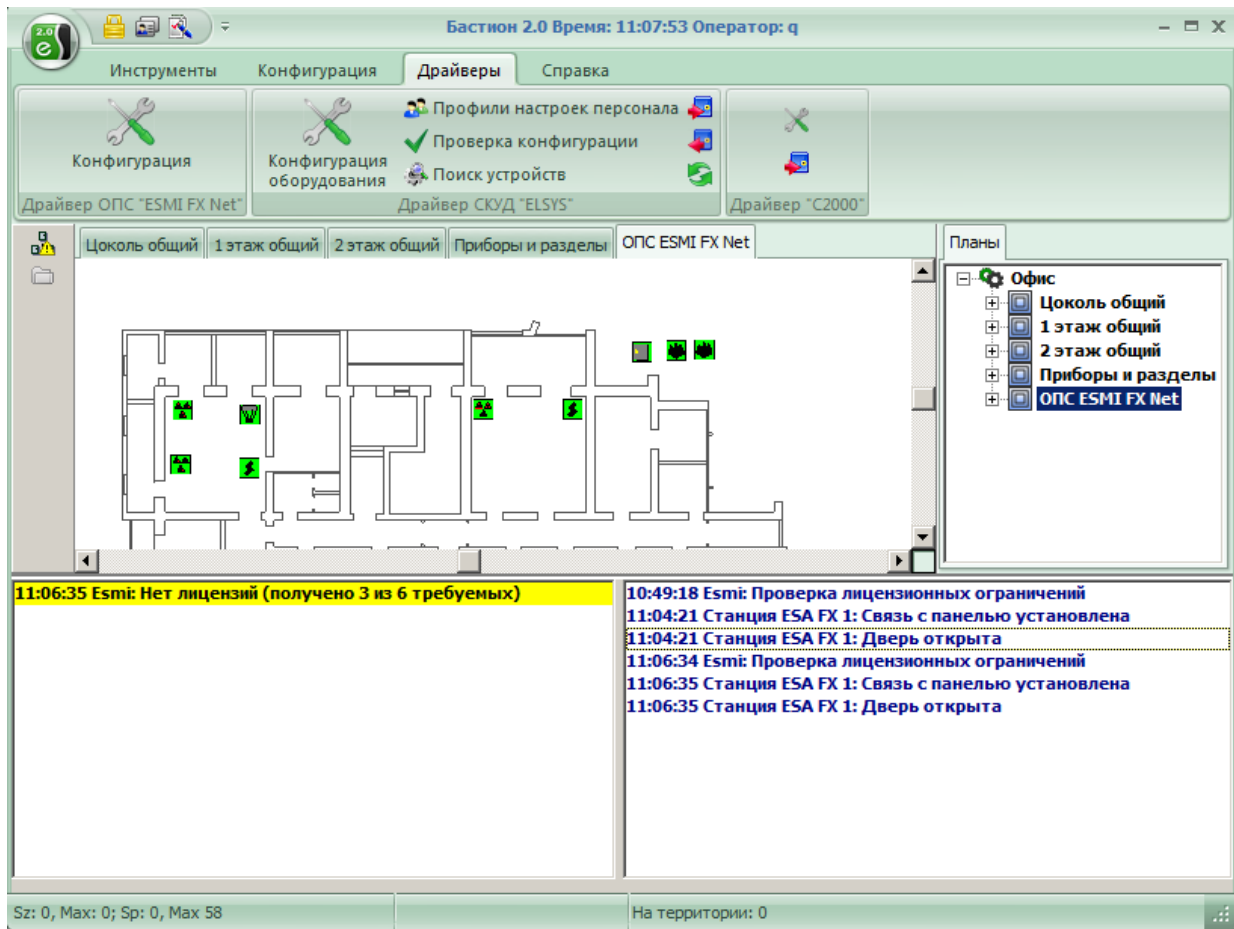 2.0
Бастион 2.0 Время: 11:07:53 Оператор: q
Инструменты Конфигурация Драйверы Справка
Конфигурация
Драйвер ОПС "ESMI FX Net"
Конфигурация оборудования
Профили настроек персонала
Проверка конфигурации
Поиск устройств
Драйвер СКУД "ELSYS"
Драйвер "С2000"
Цоколь общий 1 этаж общий 2 этаж общий Приборы и разделы ОПС ESMI FX Net
Планы
Офис
Цоколь общий
1 этаж общий
2 этаж общий
Приборы и разделы
ОПС ESMI FX Net
11:06:35 Esmi: Нет лицензий (получено 3 из 6 требуемых)
10:49:18 Esmi: Проверка лицензионных ограничений
11:04:21 Станция ESA FX 1: Связь с панелью установлена
11:04:21 Станция ESA FX 1: Дверь открыта
11:06:34 Esmi: Проверка лицензионных ограничений
11:06:35 Станция ESA FX 1: Связь с панелью установлена
11:06:35 Станция ESA FX 1: Дверь открыта
Sz: 0, Max: 0; Sp: 0, Max 58
На территории: 0